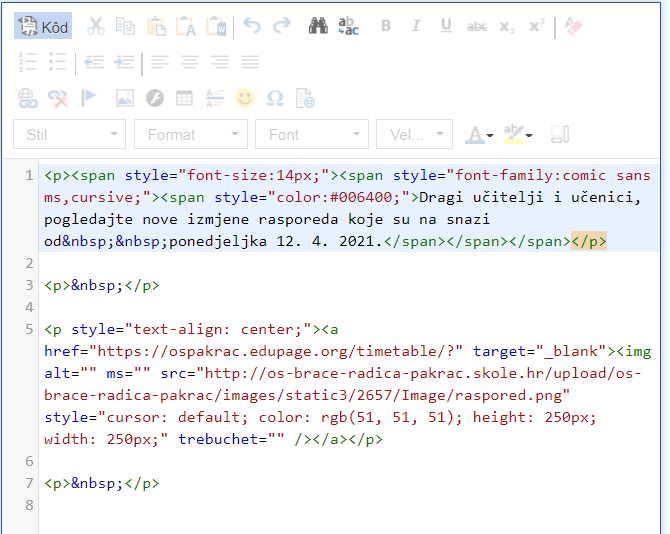 Kôd
B I U abc x₂ x²
Stil Format Font Vel...
1 <p><span style="font-size:14px;"><span style="font-family:comic sans
ms,cursive;"><span style="color:#006400;">Dragi učitelji i učenici,
pogledajte nove izmjene rasporeda koje su na snazi
od&nbsp;&nbsp;ponedjeljka 12. 4. 2021.</span></span></span></p>
2
3 <p>&nbsp;</p>
4
5 <p style="text-align: center;"><a
href="https://ospakrac.edupage.org/timetable/?" target="_blank"><img
alt="" ms="" src="http://os-brace-radica-pakrac.skole.hr/upload/os-
brace-radica-pakrac/images/static3/2657/Image/raspored.png"
style="cursor: default; color: rgb(51, 51, 51); height: 250px;
width: 250px;" trebuchet="" /></a></p>
6
7 <p>&nbsp;</p>
8